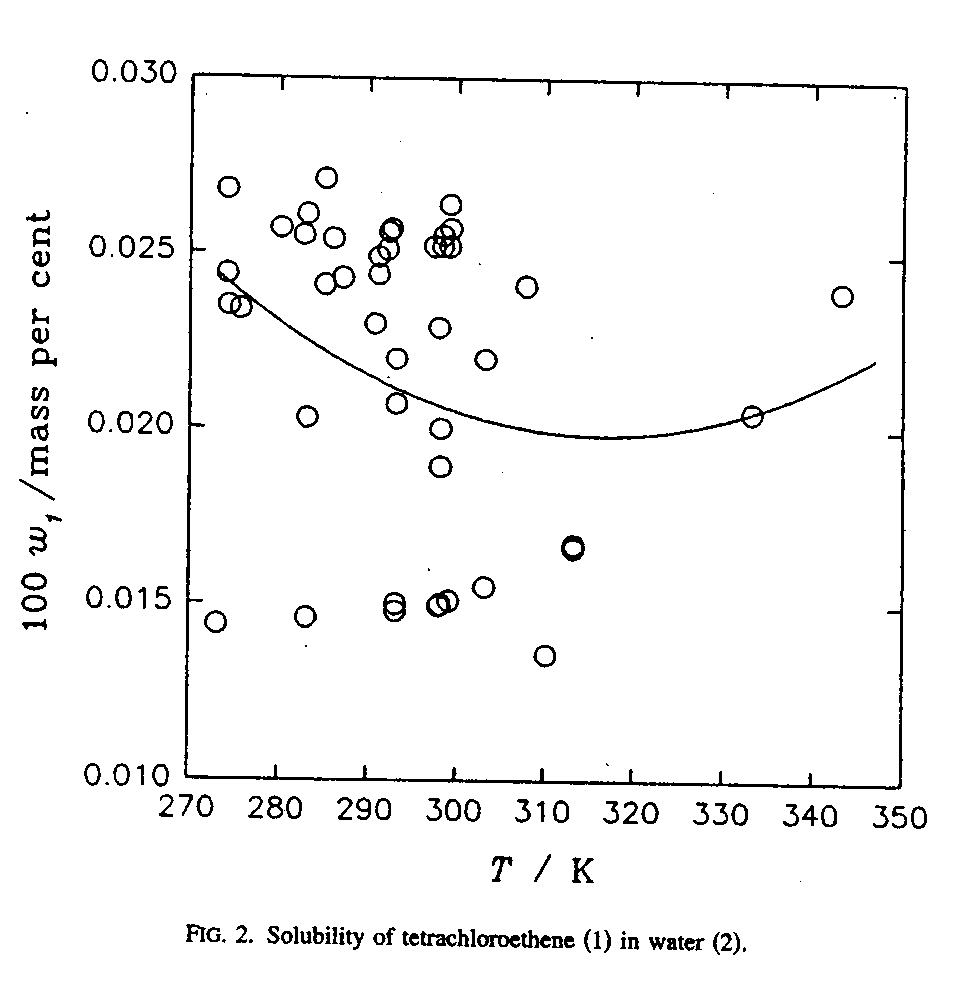 0.030
0.025
0.020
0.015
0.010
100 w₁ /mass per cent
270 280 290 300 310 320 330 340 350
T / K
FIG. 2. Solubility of tetrachloroethene (1) in water (2).